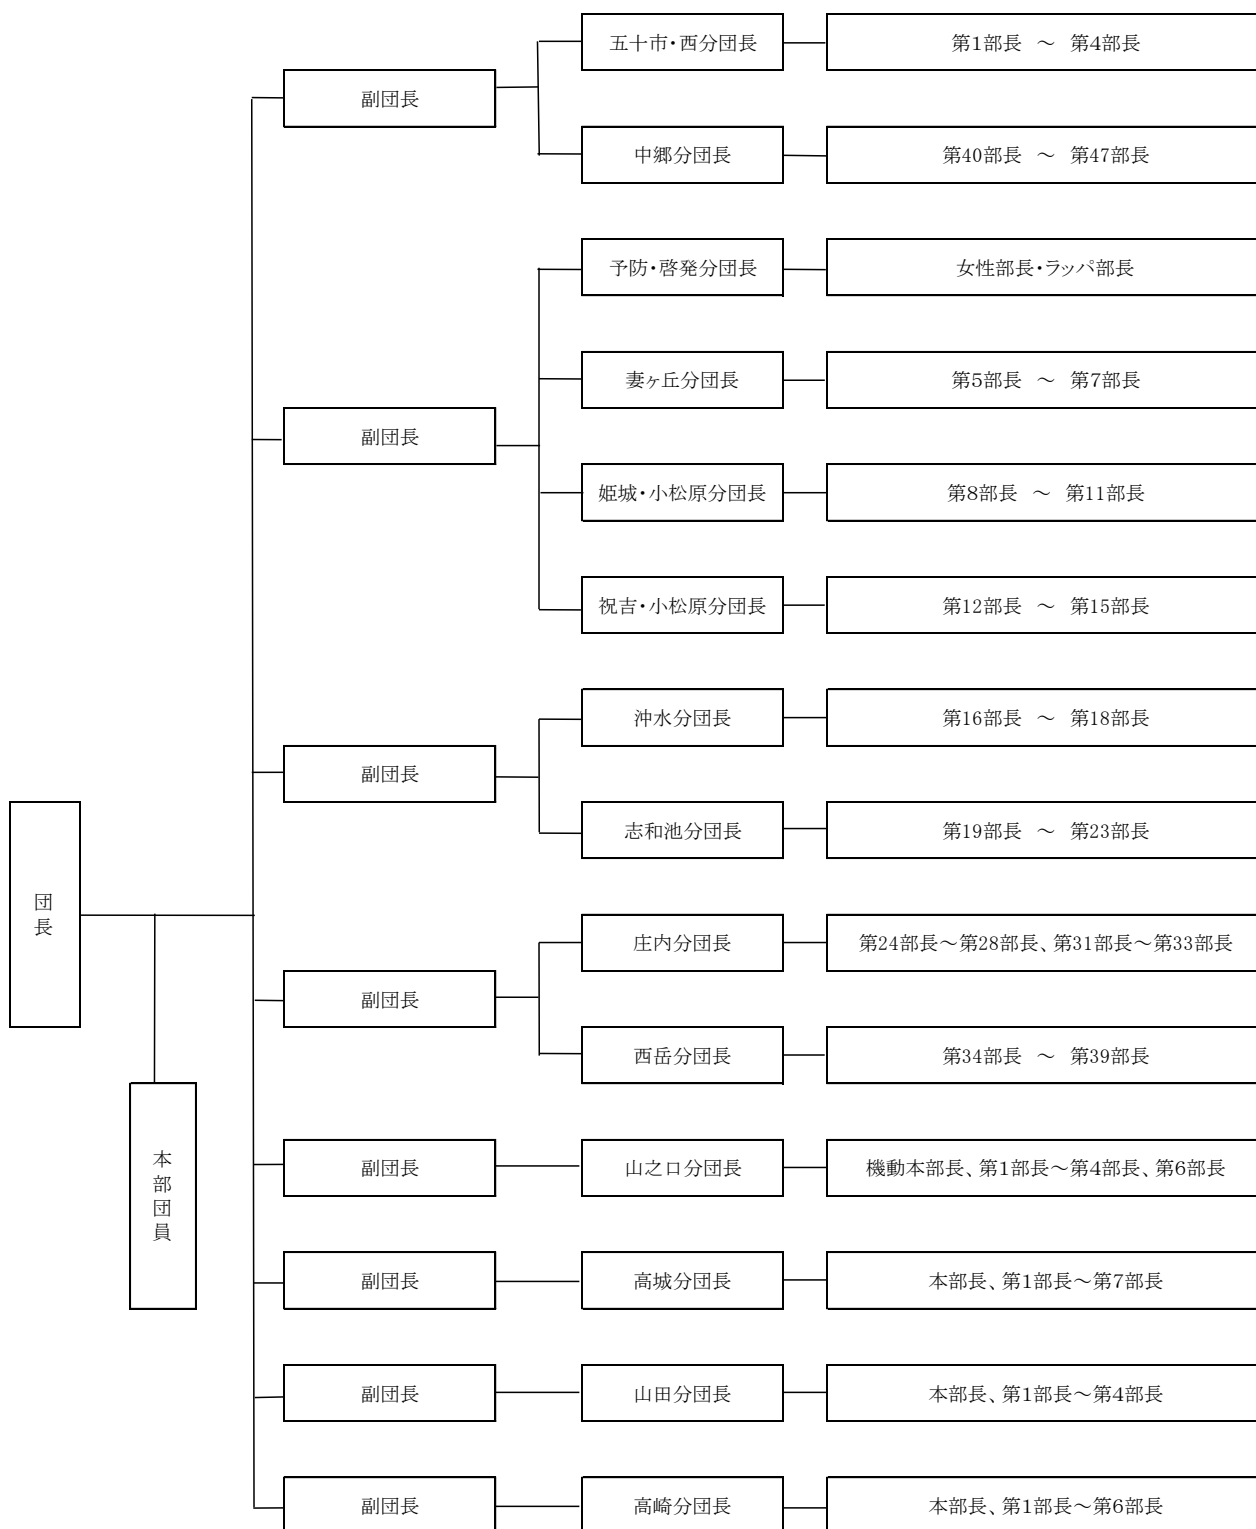 団長
本部団員
副団長
五十市・西分団長
第1部長 ～ 第4部長
中郷分団長
第40部長 ～ 第47部長
副団長
予防・啓発分団長
女性部長・ラッパ部長
妻ヶ丘分団長
第5部長 ～ 第7部長
姫城・小松原分団長
第8部長 ～ 第11部長
祝吉・小松原分団長
第12部長 ～ 第15部長
副団長
沖水分団長
第16部長 ～ 第18部長
志和池分団長
第19部長 ～ 第23部長
副団長
庄内分団長
第24部長～第28部長、第31部長～第33部長
西岳分団長
第34部長 ～ 第39部長
副団長
山之口分団長
機動本部長、第1部長～第4部長、第6部長
副団長
高城分団長
本部長、第1部長～第7部長
副団長
山田分団長
本部長、第1部長～第4部長
副団長
高崎分団長
本部長、第1部長～第6部長